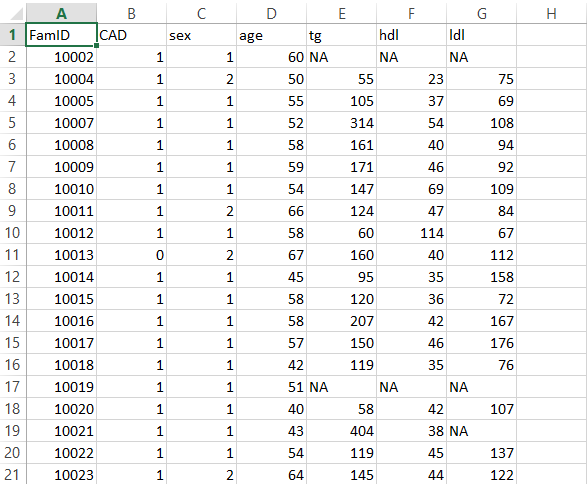 A B C D E F G H
1 FamID CAD sex age tg hdl ldl
2 10002 1 1 60 NA NA NA
3 10004 1 2 50 55 23 75
4 10005 1 1 55 105 37 69
5 10007 1 1 52 314 54 108
6 10008 1 1 58 161 40 94
7 10009 1 1 59 171 46 92
8 10010 1 1 54 147 69 109
9 10011 1 2 66 124 47 84
10 10012 1 1 58 60 114 67
11 10013 0 2 67 160 40 112
12 10014 1 1 45 95 35 158
13 10015 1 1 58 120 36 72
14 10016 1 1 58 207 42 167
15 10017 1 1 57 150 46 176
16 10018 1 1 42 119 35 76
17 10019 1 1 51 NA NA NA
18 10020 1 1 40 58 42 107
19 10021 1 1 43 404 38 NA
20 10022 1 1 54 119 45 137
21 10023 1 2 64 145 44 122